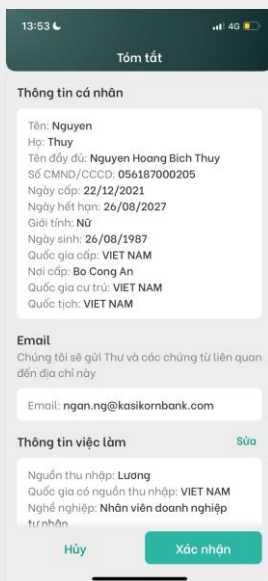 13:53
4G
Tóm tắt
Thông tin cá nhân
Tên: Nguyen
Họ: Thuy
Tên đầy đủ: Nguyen Hoang Bich Thuy
Số CMND/CCCD: 056187000205
Ngày cấp: 22/12/2021
Ngày hết hạn: 26/08/2027
Giới tính: Nữ
Ngày sinh: 26/08/1987
Quốc gia cấp: VIET NAM
Nơi cấp: Bo Cong An
Quốc gia cư trú: VIET NAM
Quốc tịch: VIET NAM
Email
Chúng tôi sẽ gửi Thư và các chứng từ liên quan
đến địa chỉ này
Email: ngan.ng@kasikornbank.com
Thông tin việc làm Sửa
Nguồn thu nhập: Lương
Quốc gia có nguồn thu nhập: VIET NAM
Nghề nghiệp: Nhân viên doanh nghiệp
tư nhân
Hủy Xác nhận